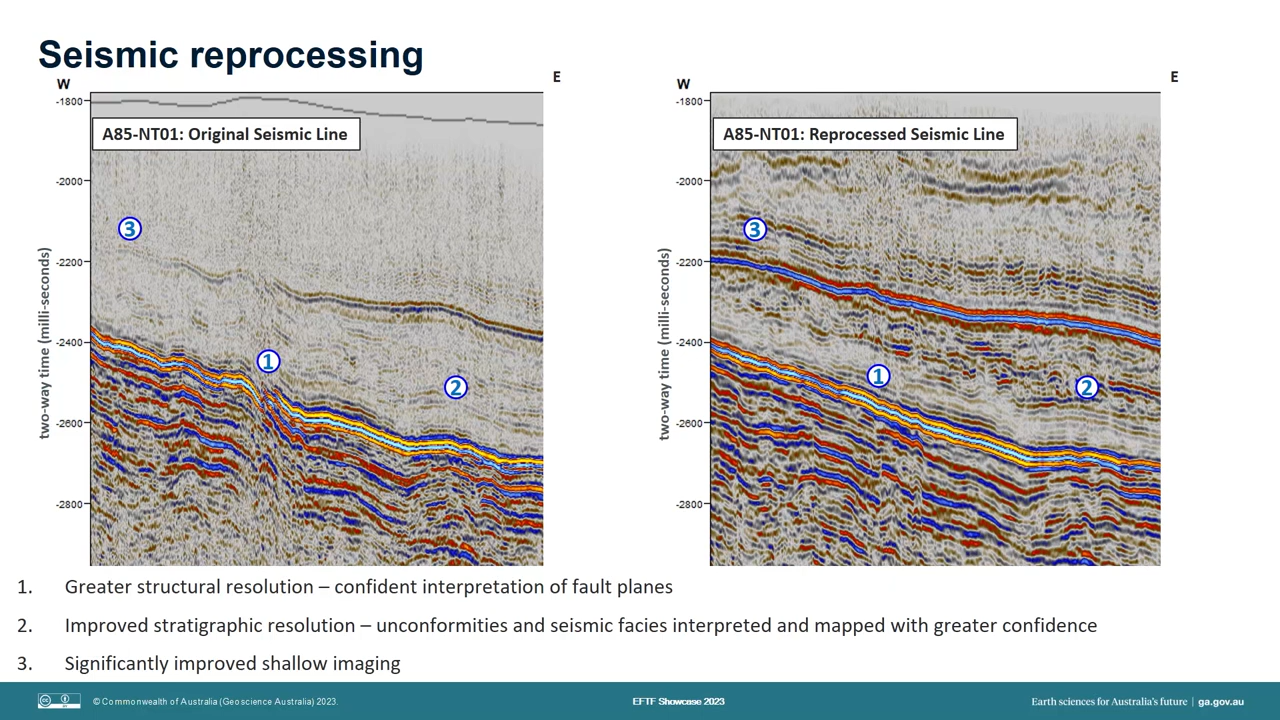 Seismic reprocessing
W
E
A85-NT01: Original Seismic Line
-1800
-2000
-2200
-2400
-2600
-2800
two-way time (milli-seconds)
3
1
2
W
E
A85-NT01: Reprocessed Seismic Line
-1800
-2000
-2200
-2400
-2600
-2800
two-way time (milli-seconds)
3
1
2
1. Greater structural resolution – confident interpretation of fault planes
2. Improved stratigraphic resolution – unconformities and seismic facies interpreted and mapped with greater confidence
3. Significantly improved shallow imaging
cc BY
© Commonwealth of Australia (Geoscience Australia) 2023.
EFTF Showcase 2023
Earth sciences for Australia's future | ga.gov.au